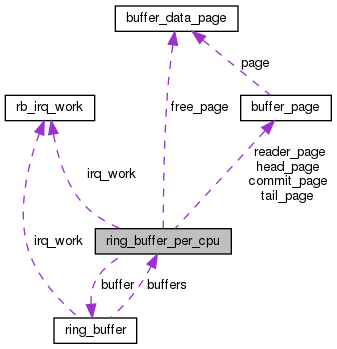 buffer_data_page
page
free_page
rb_irq_work
buffer_page
reader_page
head_page
commit_page
tail_page
irq_work
ring_buffer_per_cpu
irq_work
buffer
buffers
ring_buffer